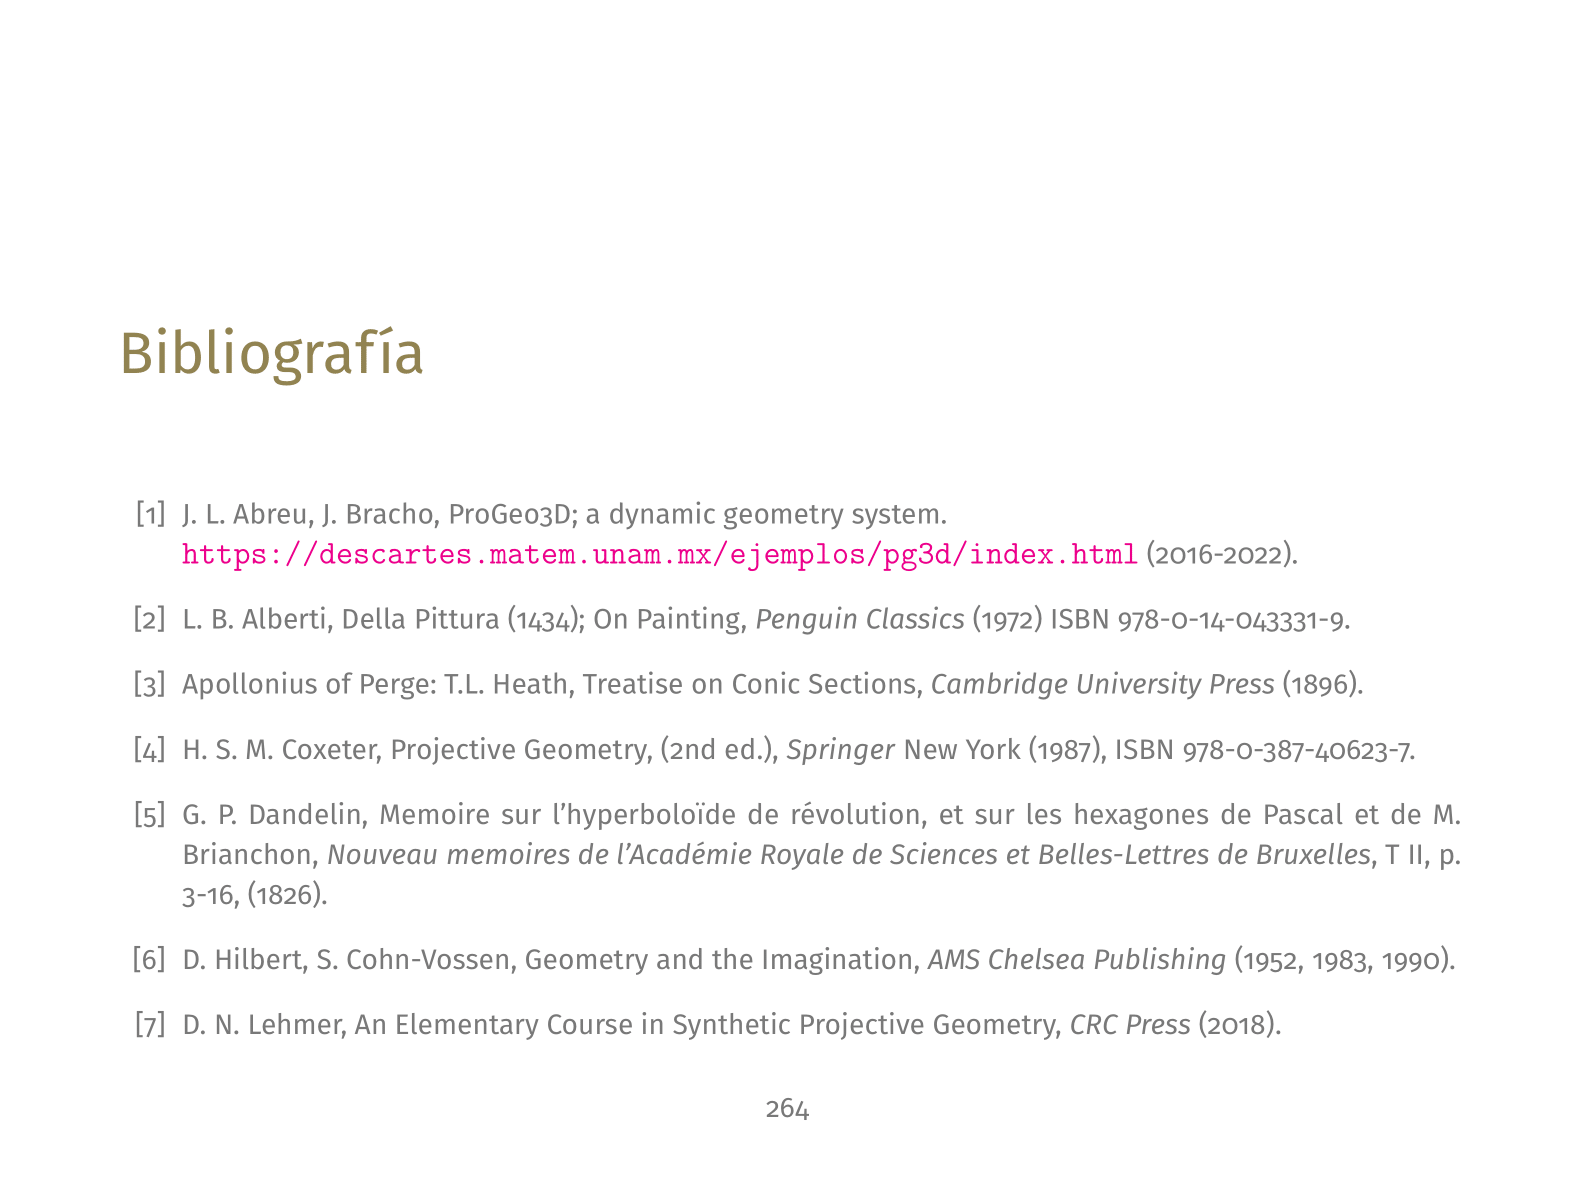 Bibliografía
[1] J. L. Abreu, J. Bracho, ProGeo3D; a dynamic geometry system.
https://descartes.matem.unam.mx/ejemplos/pg3d/index.html (2016-2022).
[2] L. B. Alberti, Della Pittura (1434); On Painting, Penguin Classics (1972) ISBN 978-0-14-043331-9.
[3] Apollonius of Perge: T.L. Heath, Treatise on Conic Sections, Cambridge University Press (1896).
[4] H. S. M. Coxeter, Projective Geometry, (2nd ed.), Springer New York (1987), ISBN 978-0-387-40623-7.
[5] G. P. Dandelin, Memoire sur l’hyperboloïde de révolution, et sur les hexagones de Pascal et de M.
Brianchon, Nouveau memoires de l’Académie Royale de Sciences et Belles-Lettres de Bruxelles, T II, p.
3-16, (1826).
[6] D. Hilbert, S. Cohn-Vossen, Geometry and the Imagination, AMS Chelsea Publishing (1952, 1983, 1990).
[7] D. N. Lehmer, An Elementary Course in Synthetic Projective Geometry, CRC Press (2018).
264